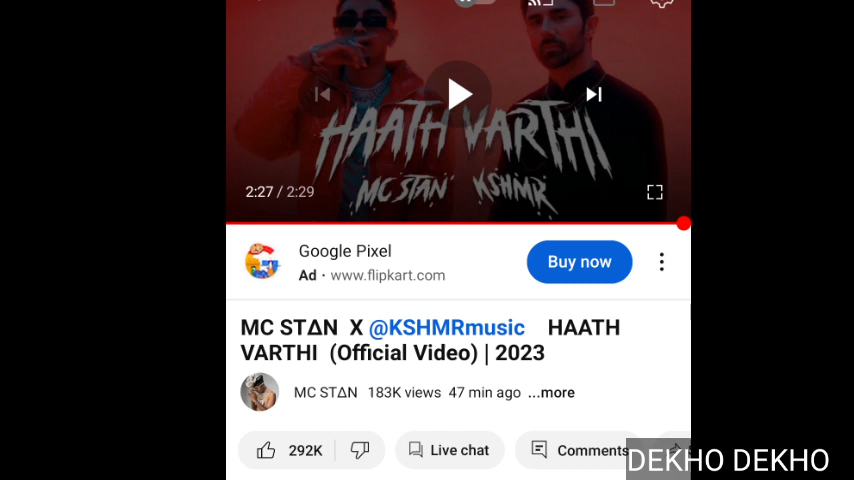 HAATH VARTHI
MC STAN KSHMR
2:27 / 2:29
Google Pixel
Ad · www.flipkart.com
Buy now
MC STΔN X @KSHMRmusic HAATH
VARTHI (Official Video) | 2023
MC STΔN 183K views 47 min ago ...more
292K
Live chat
Comments
DEKHO DEKHO